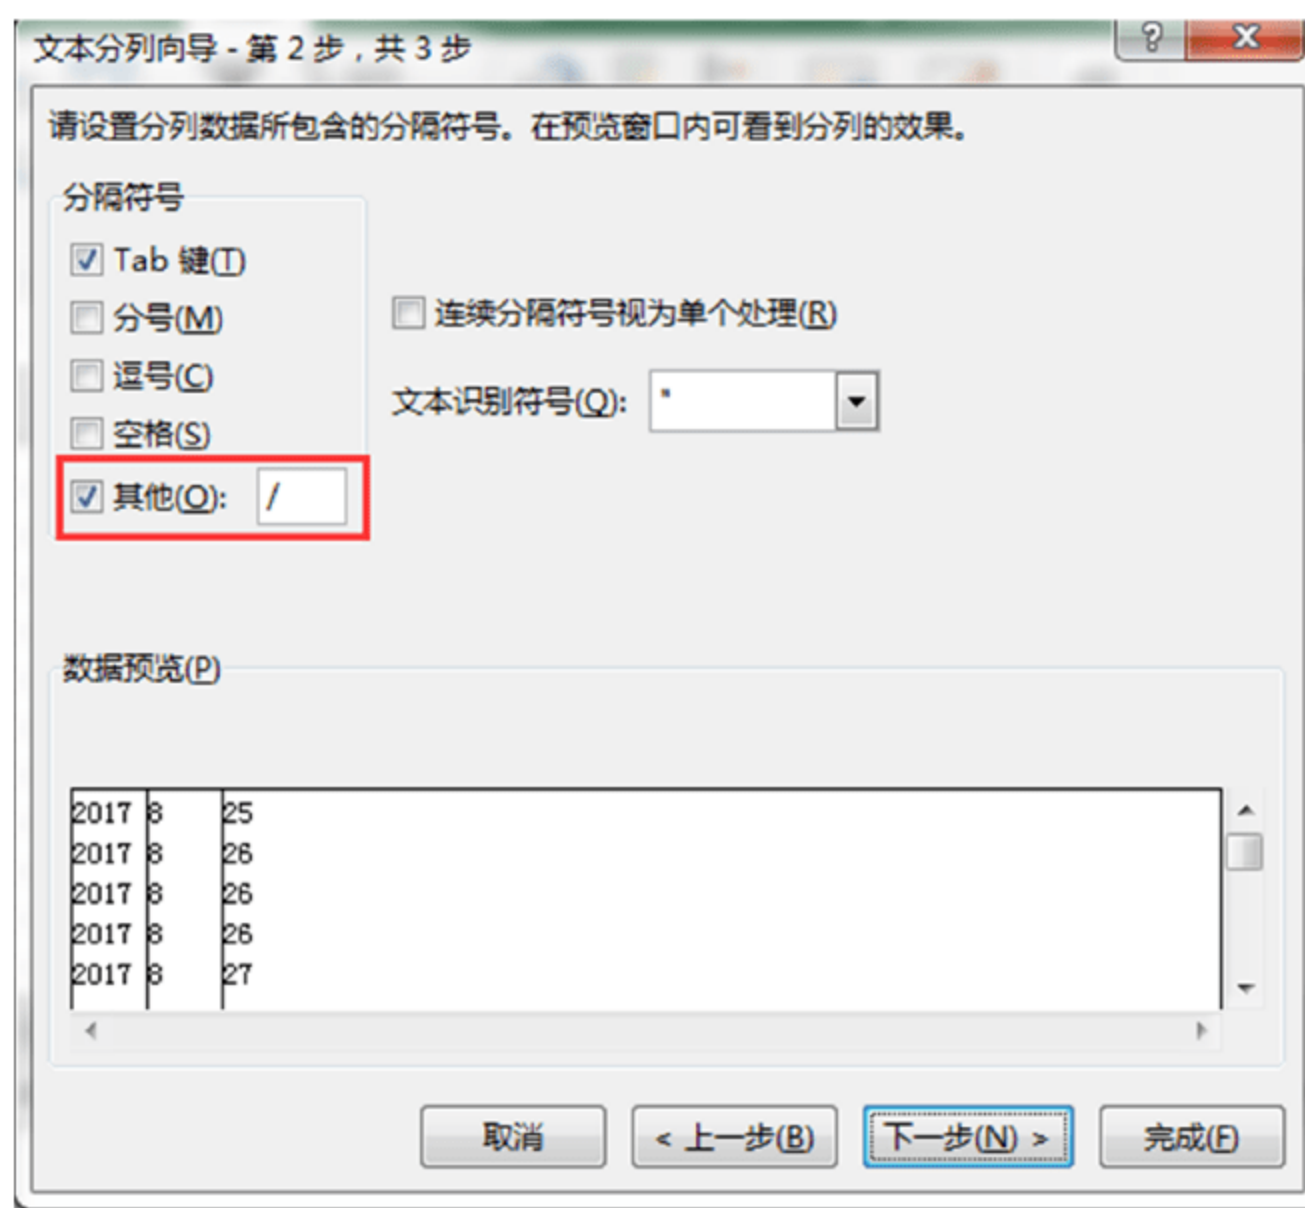 文本分列向导 - 第 2 步，共 3 步
请设置分列数据所包含的分隔符号。在预览窗口内可看到分列的效果。
分隔符号
Tab 键(T)
分号(M)
连续分隔符号视为单个处理(R)
逗号(C)
文本识别符号(Q): "
空格(S)
其他(O): /
数据预览(P)
2017 8 25
2017 8 26
2017 8 26
2017 8 26
2017 8 27
取消 < 上一步(B) 下一步(N) > 完成(F)